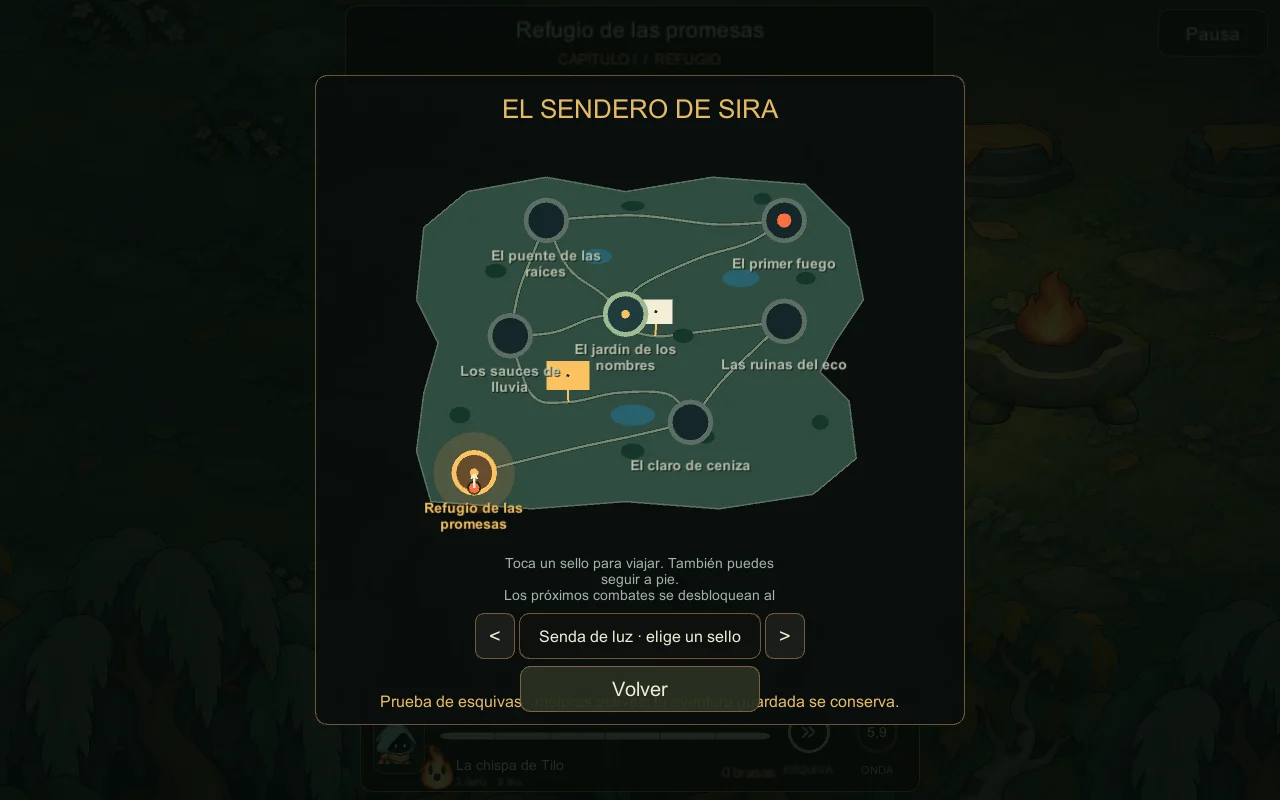 Refugio de las promesas
CAPITULO I / REFUGIO
Pausa
EL SENDERO DE SIRA
El puente de las
raíces
El primer fuego
El jardín de los
nombres
Los sauces de
lluvia
Las ruinas del eco
El claro de ceniza
Refugio de las
promesas
Toca un sello para viajar. También puedes
seguir a pie.
Los próximos combates se desbloquean al
<
Senda de luz · elige un sello
>
Volver
Prueba de esquivas
se conserva.
5,9
La chispa de Tilo
0 brasas
ESQUIVA
ONDA